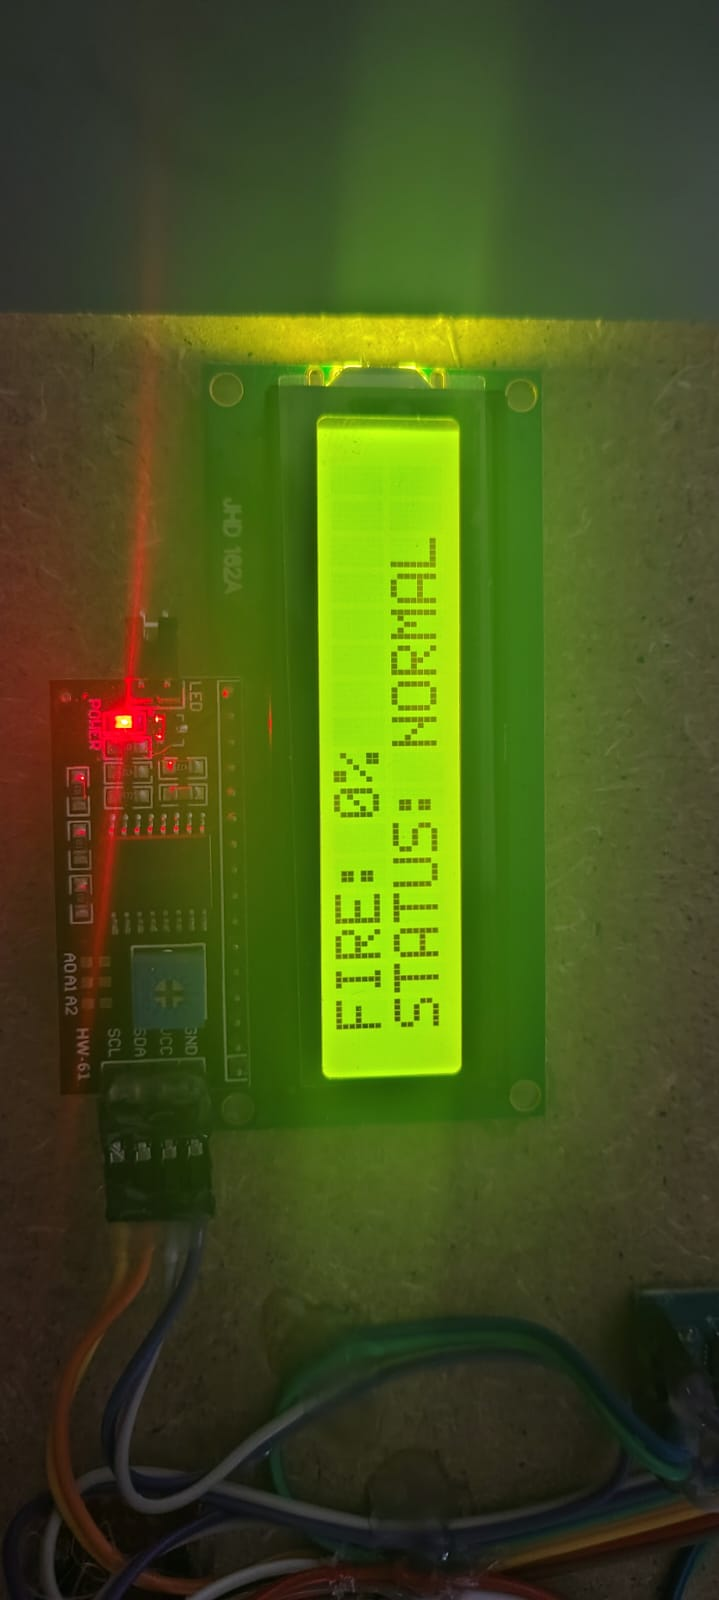 FIRE: 0%
STATUS: NORMAL
JHD 162A
LED
POWER
A0 A1 A2
HW-61
SCL
SDA
VCC
GND